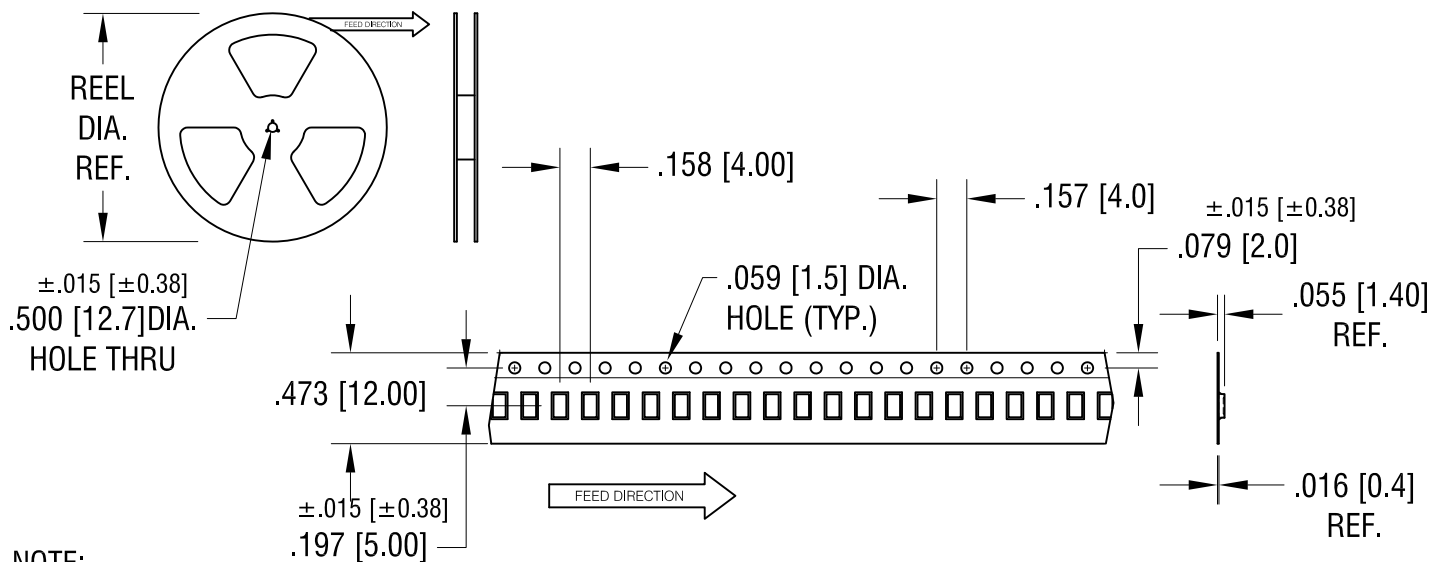 FEED DIRECTION
REEL
DIA.
REF.
.158 [4.00]
.157 [4.0]
±.015 [±0.38]
.079 [2.0]
±.015 [±0.38]
.500 [12.7]DIA.
HOLE THRU
.059 [1.5] DIA.
HOLE (TYP.)
.055 [1.40]
REF.
.473 [12.00]
FEED DIRECTION
±.015 [±0.38]
.197 [5.00]
.016 [0.4]
REF.
NOTE: